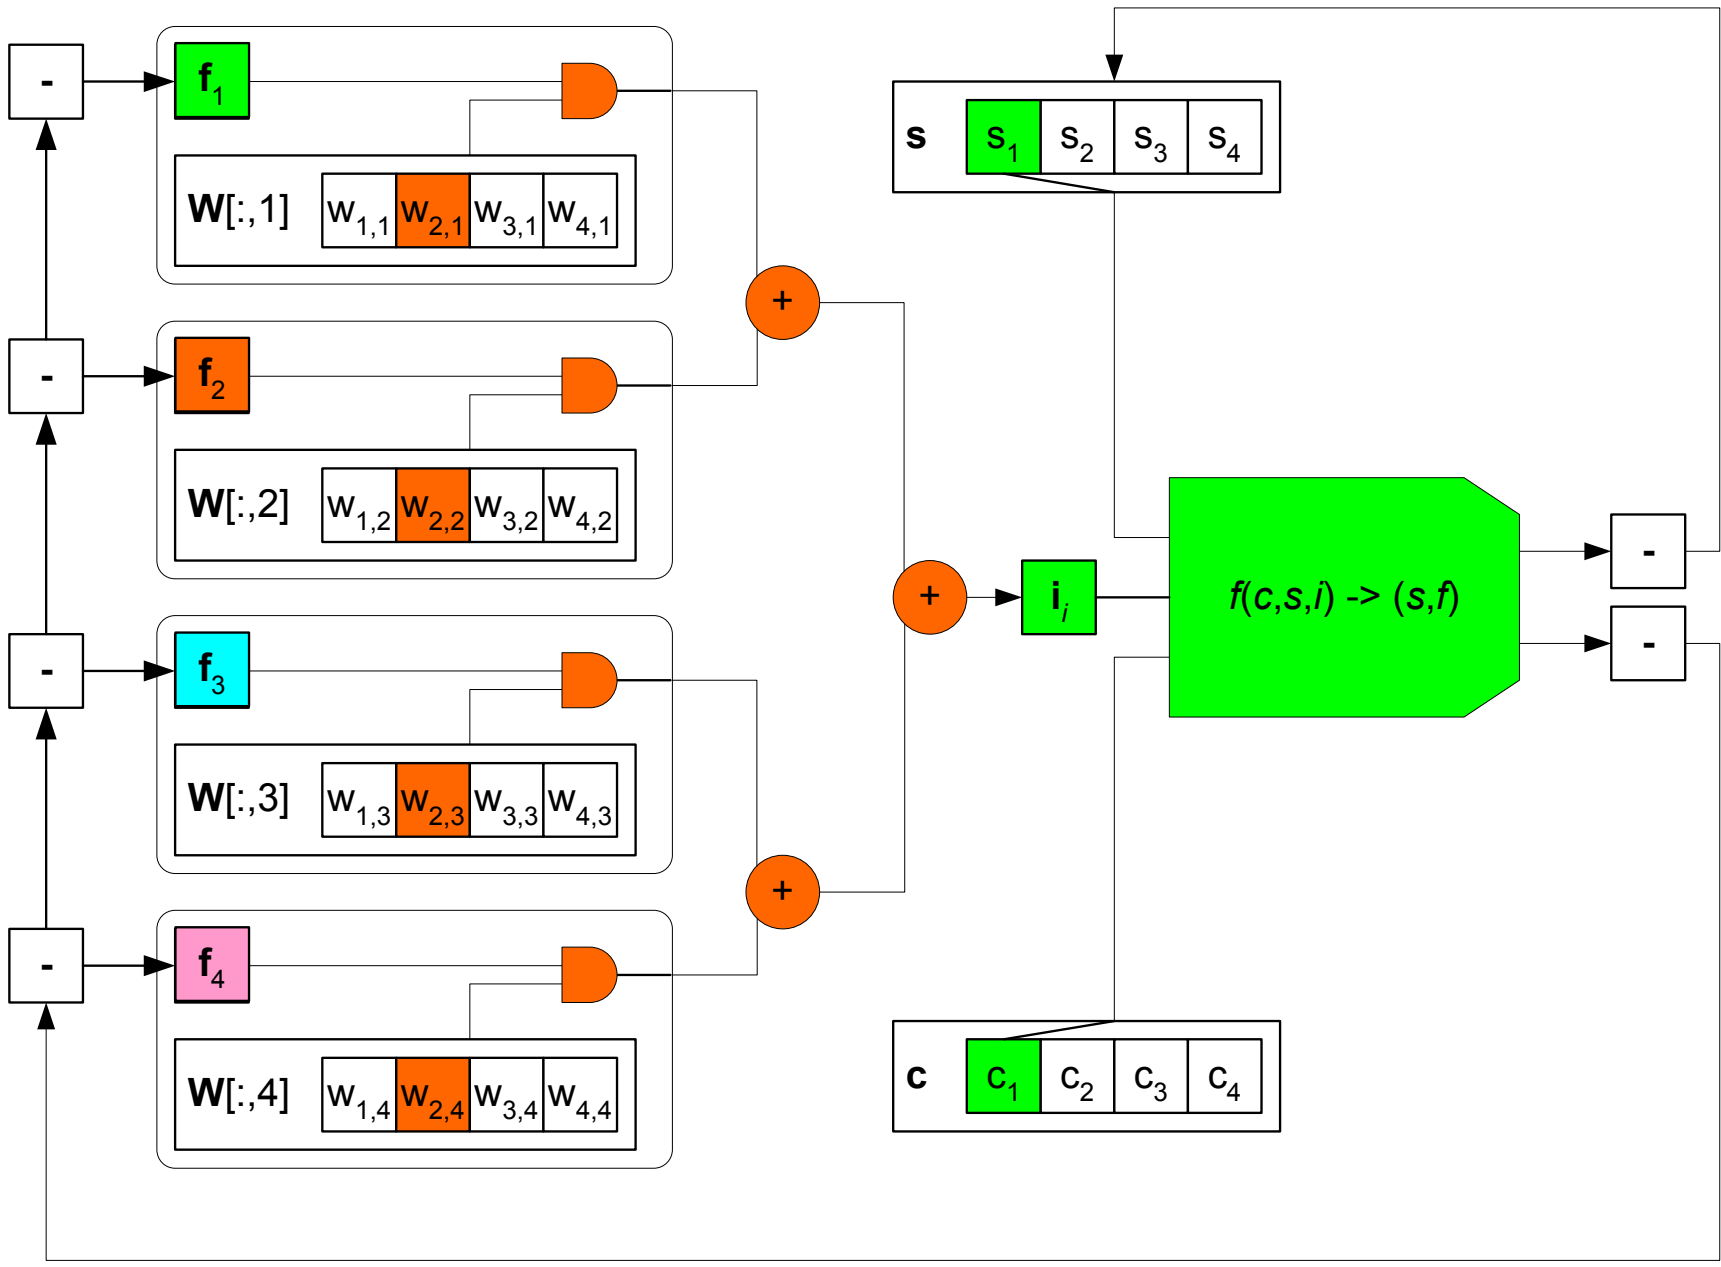 -
f1
W[:,1] w1,1 w2,1 w3,1 w4,1
-
f2
W[:,2] w1,2 w2,2 w3,2 w4,2
-
f3
W[:,3] w1,3 w2,3 w3,3 w4,3
-
f4
W[:,4] w1,4 w2,4 w3,4 w4,4
+
+
+
s s1 s2 s3 s4
ii
f(c,s,i) -> (s,f)
-
-
c c1 c2 c3 c4